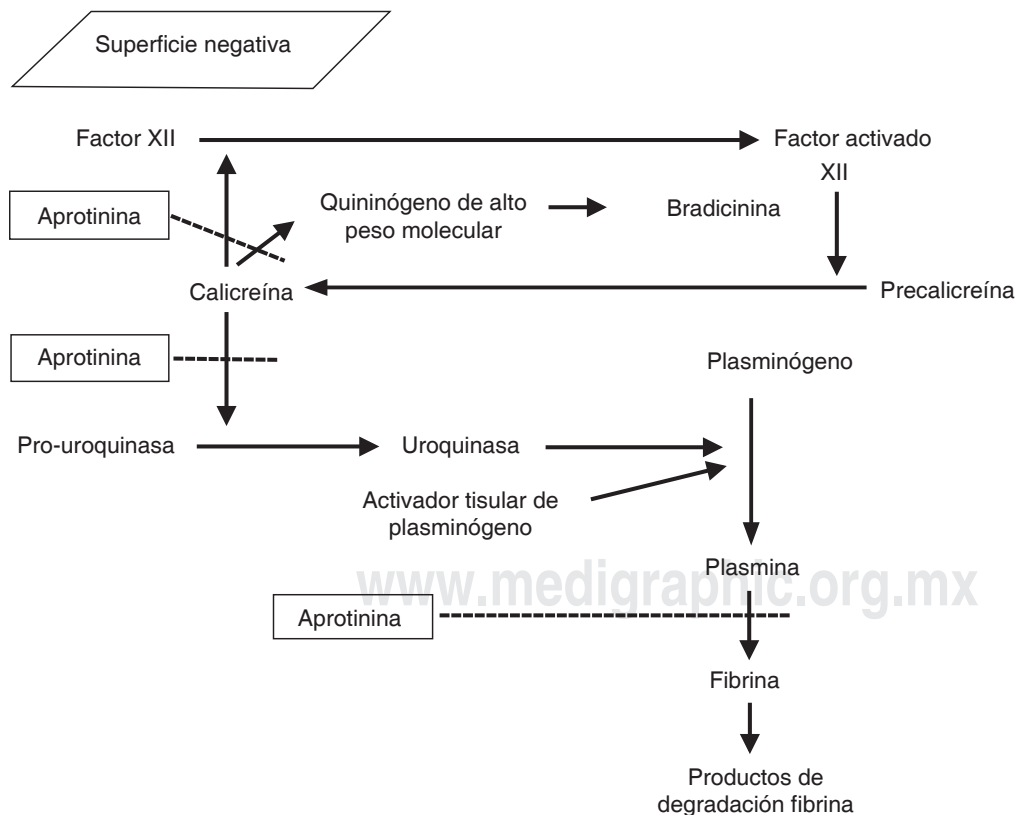 Superficie negativa
Factor XII
Factor activado
XII
Aprotinina
Quininógeno de alto
peso molecular
Bradicinina
Calicreína
Precalicreína
Aprotinina
Plasminógeno
Pro-uroquinasa
Uroquinasa
Activador tisular de
plasminógeno
Plasmina
www.medigraphic.org.mx
Aprotinina
Fibrina
Productos de
degradación fibrina